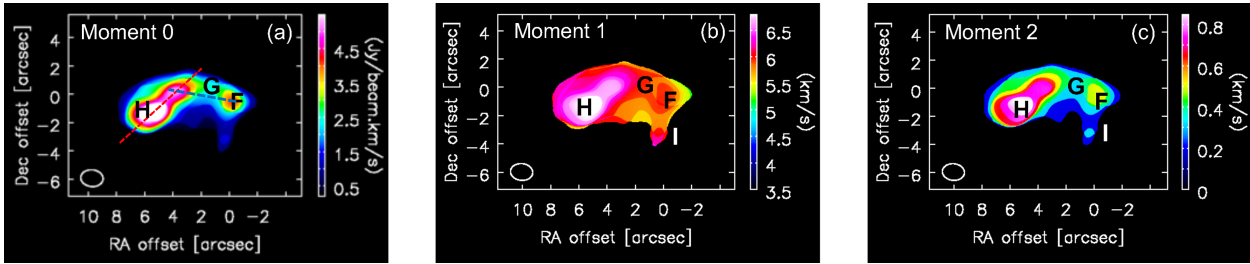 Moment 0 (a)
H G F
4
2
0
−2
−4
−6
10 8 6 4 2 0 −2
RA offset [arcsec]
Dec offset [arcsec]
4.5
3.5
2.5
1.5
0.5
(Jy/beam.km/s)
Moment 1 (b)
H G F I
4
2
0
−2
−4
−6
10 8 6 4 2 0 −2
RA offset [arcsec]
Dec offset [arcsec]
6.5
6
5.5
5
4.5
4
3.5
(km/s)
Moment 2 (c)
H G F I
4
2
0
−2
−4
−6
10 8 6 4 2 0 −2
RA offset [arcsec]
Dec offset [arcsec]
0.8
0.6
0.4
0.2
0
(km/s)